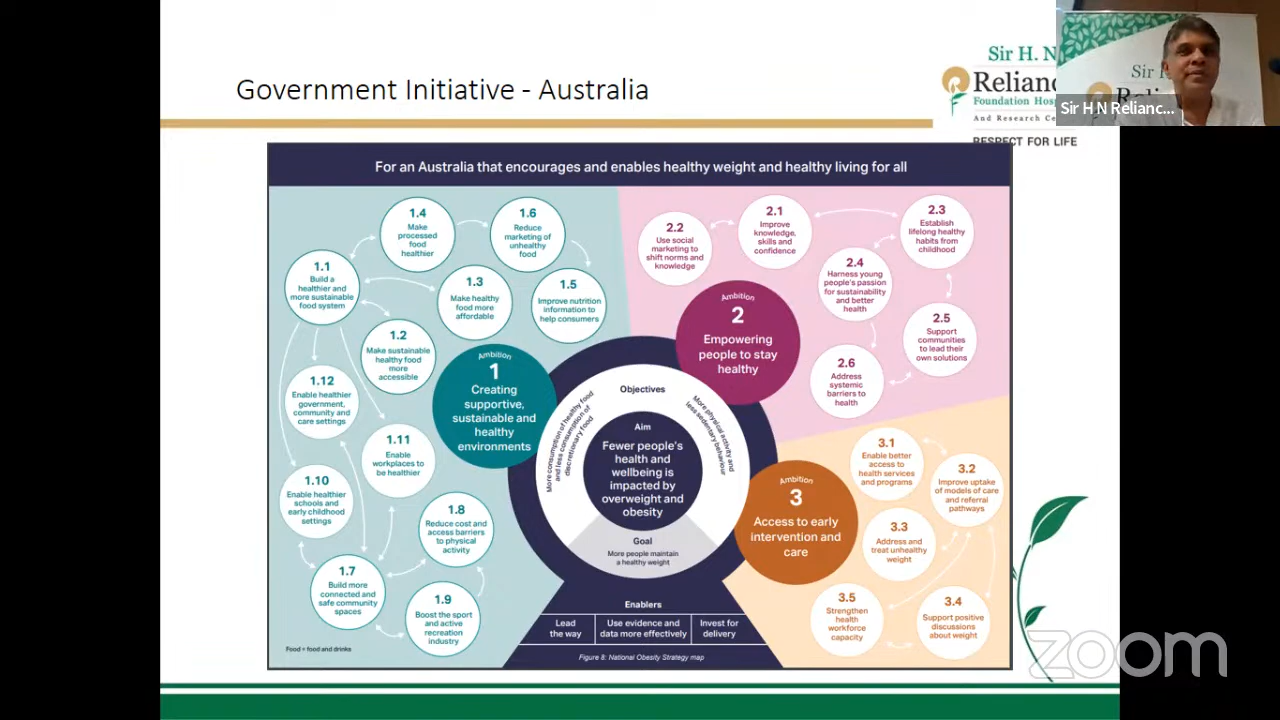 Government Initiative - Australia
Sir H. N
Relianc
Foundation Hosp
And Research Ce
RESPECT FOR LIFE
Sir H
Sir H N Relianc...
For an Australia that encourages and enables healthy weight and healthy living for all
1.1
Build a
healthier and
more sustainable
food system
1.4
Make
processed
food
healthier
1.6
Reduce
marketing of
unhealthy
food
1.3
Make healthy
food more
affordable
1.5
Improve nutrition
information to
help consumers
1.2
Make sustainable
healthy food
more
accessible
1.12
Enable healthier
government,
community and
care settings
1.11
Enable
workplaces to
be healthier
1.10
Enable healthier
schools and
early childhood
settings
1.8
Reduce cost and
access barriers
to physical
activity
1.7
Build more
connected and
safe community
spaces
1.9
Boost the sport
and active
recreation
industry
Food = food and drinks
Ambition
1
Creating
supportive,
sustainable and
healthy
environments
2.2
Use social
marketing to
shift norms and
knowledge
2.1
Improve
knowledge,
skills and
confidence
2.3
Establish
lifelong healthy
habits from
childhood
2.4
Harness young
people's passion
for sustainability
and better
health
2.5
Support
communities
to lead their
own solutions
2.6
Address
systemic
barriers to
health
Ambition
2
Empowering
people to stay
healthy
Objectives
More consumption of healthy food
and less consumption of
discretionary food
More physical activity and
less sedentary behaviour
Aim
Fewer people's
health and
wellbeing is
impacted by
overweight and
obesity
Goal
More people maintain
a healthy weight
Ambition
3
Access to early
intervention and
care
3.1
Enable better
access to
health services
and programs
3.2
Improve uptake
of models of care
and referral
pathways
3.3
Address and
treat unhealthy
weight
3.5
Strengthen
health
workforce
capacity
3.4
Support positive
discussions
about weight
Enablers
Lead
the way
Use evidence and
data more effectively
Invest for
delivery
Figure 8: National Obesity Strategy map
zoom